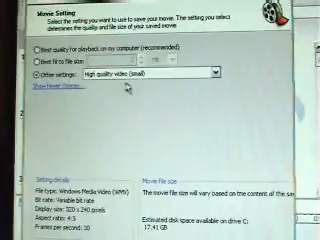 Movie Setting
Select the setting you want to use to save your movie. The setting you select
determines the quality and file size of your saved movie.
Best quality for playback on my computer (recommended)
Best fit to file size:
Other settings: High quality video (small)
Show fewer choices...
Setting details
File type: Windows Media Video (WMV)
Bit rate: Variable bit rate
Display size: 320 x 240 pixels
Aspect ratio: 4:3
Frames per second: 30
Movie file size
The movie file size will vary based on the content of the sav
Estimated disk space available on drive C:
17.41 GB